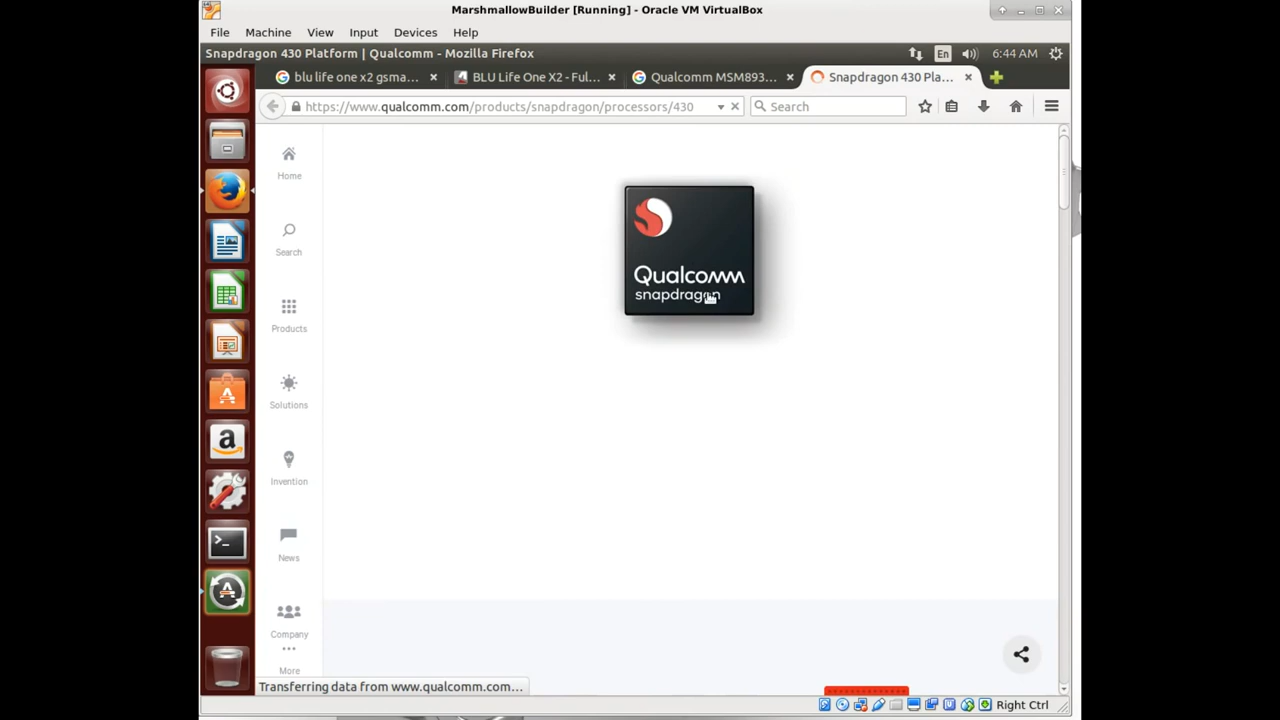 MarshmallowBuilder [Running] - Oracle VM VirtualBox
File Machine View Input Devices Help
Snapdragon 430 Platform | Qualcomm - Mozilla Firefox
En
6:44 AM
blu life one x2 gsma...
BLU Life One X2 - Ful...
Qualcomm MSM893...
Snapdragon 430 Pla...
https://www.qualcomm.com/products/snapdragon/processors/430
Search
Home
Search
Products
Solutions
Invention
News
Company
More
Qualcomm
snapdragon
Transferring data from www.qualcomm.com...
Right Ctrl